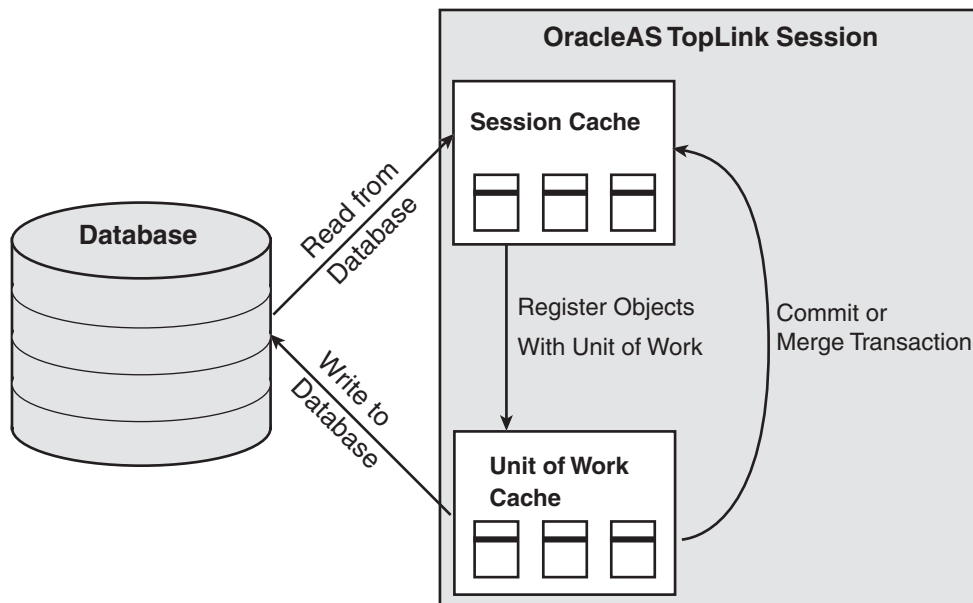 OracleAS TopLink Session
Session Cache
Read from
Database
Database
Register Objects
With Unit of Work
Commit or
Merge Transaction
Write to
Database
Unit of Work
Cache